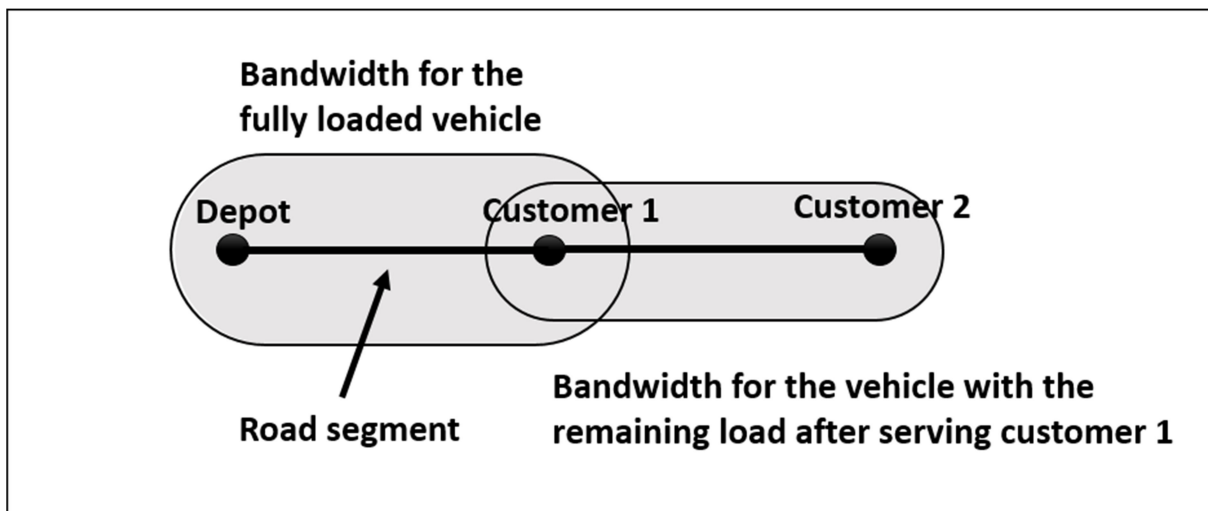 Bandwidth for the
fully loaded vehicle
Depot
Customer 1
Customer 2
Road segment
Bandwidth for the vehicle with the
remaining load after serving customer 1